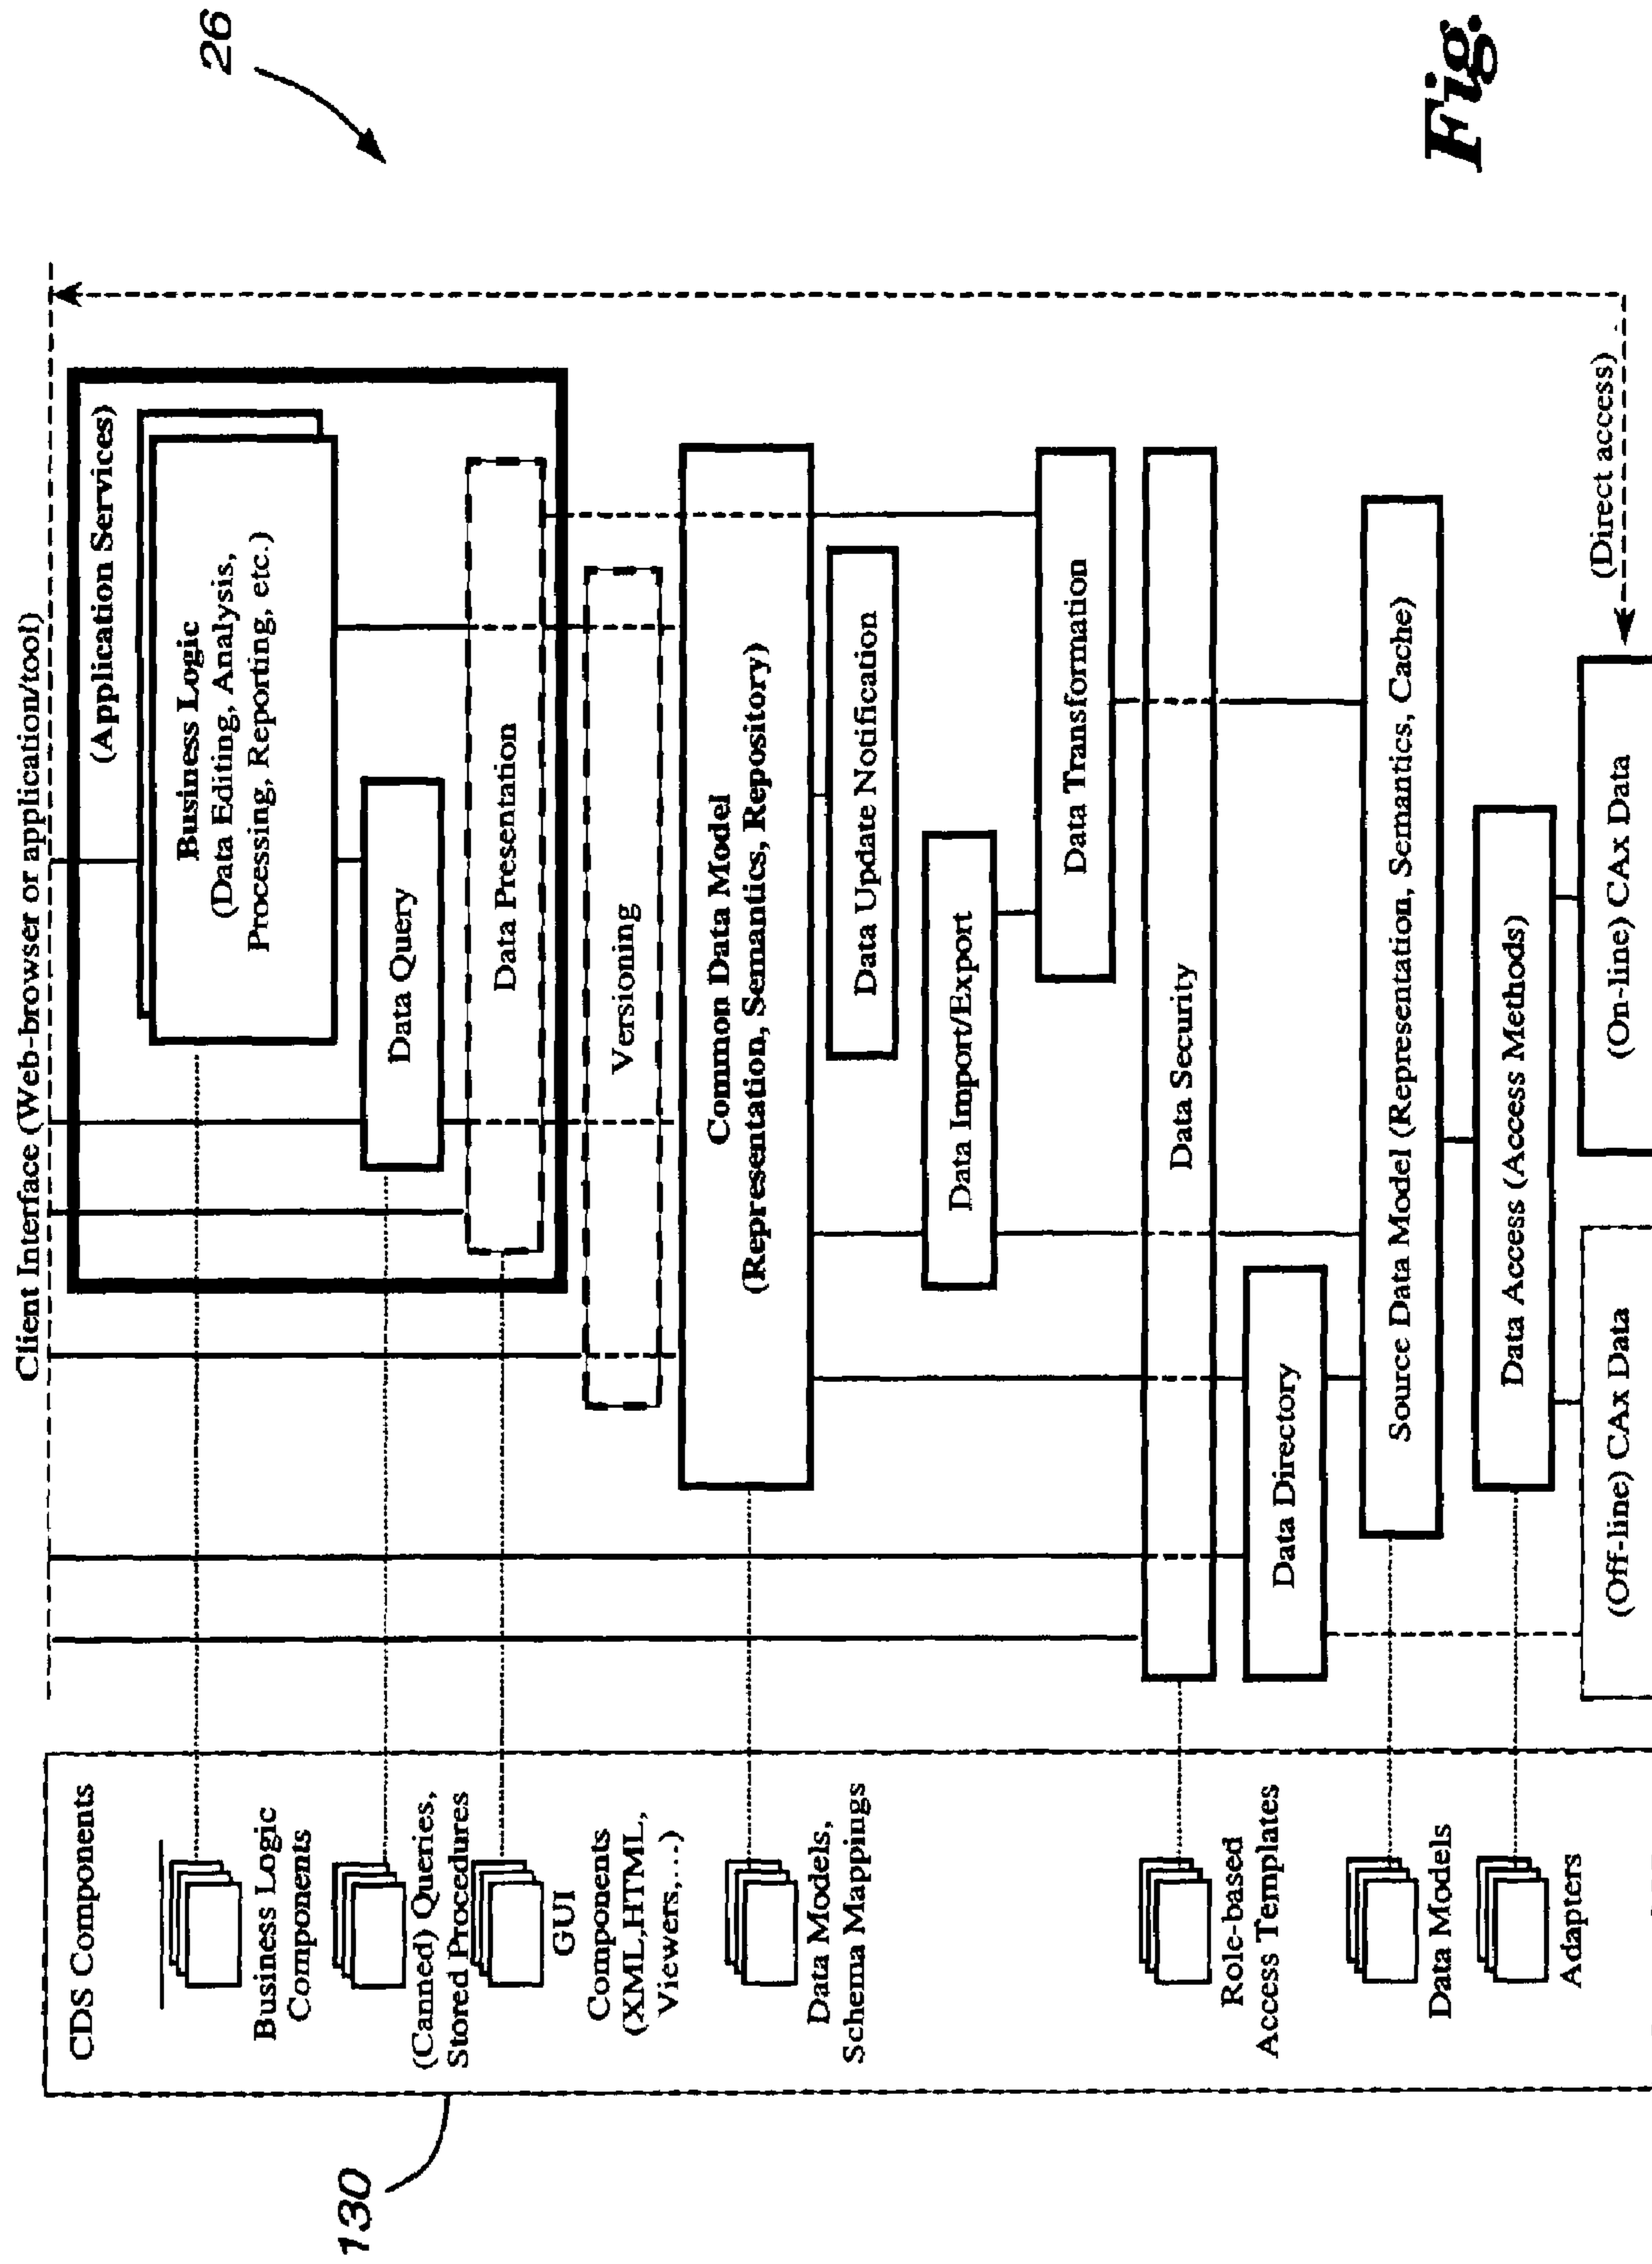 26
Client Interface (Web-browser or application/tool)
(Application Services)
Business Logic
(Data Editing, Analysis,
Processing, Reporting, etc.)
Data Query
Data Presentation
Versioning
Common Data Model
(Representation, Semantics, Repository)
Data Update Notification
Data Import/Export
Data Transformation
Data Security
Data Directory
Source Data Model (Representation, Semantics, Cache)
Data Access (Access Methods)
(Off-line) CAx Data
(On-line) CAx Data
(Direct access)
CDS Components
Business Logic
Components
(Canned) Queries,
Stored Procedures
GUI
Components
(XML,HTML,
Viewers,...)
Data Models,
Schema Mappings
Role-based
Access Templates
Data Models
Adapters
130
Fig.